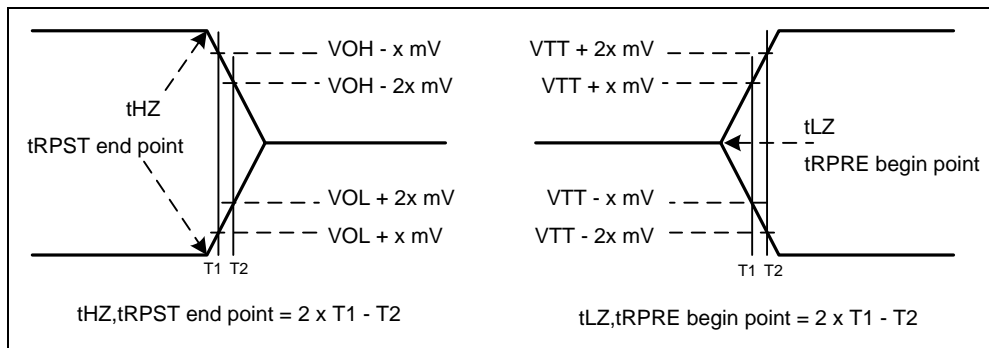 VOH - x mV
VOH - 2x mV
tHZ
tRPST end point
VOL + 2x mV
VOL + x mV
T1 T2
tHZ,tRPST end point = 2 x T1 - T2
VTT + 2x mV
VTT + x mV
tLZ
tRPRE begin point
VTT - x mV
VTT - 2x mV
T1 T2
tLZ,tRPRE begin point = 2 x T1 - T2